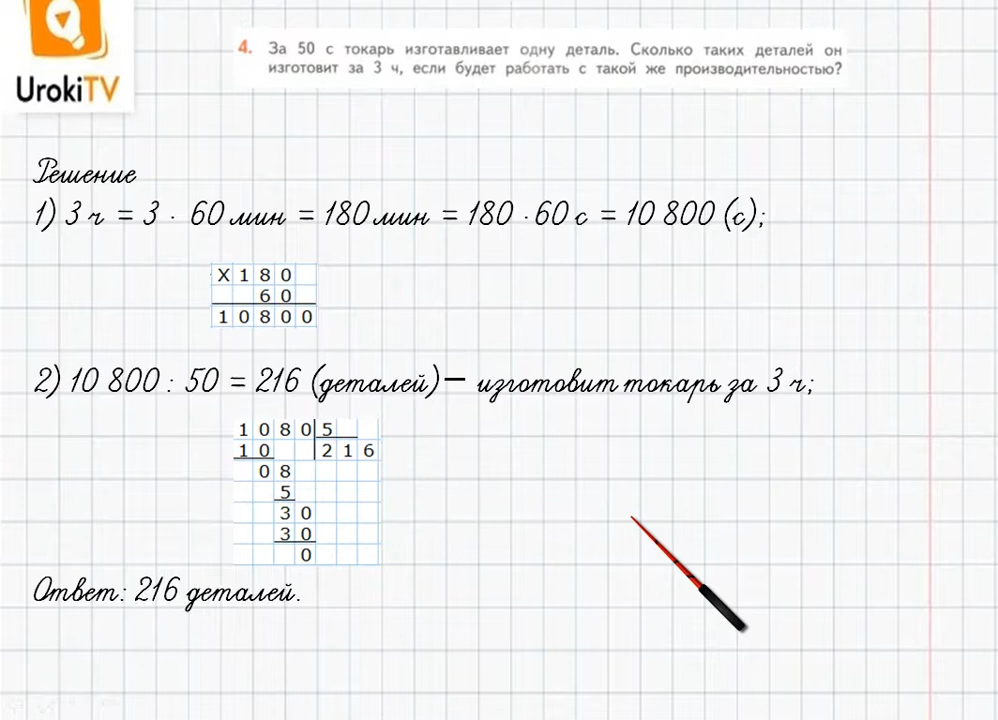 UrokiTV
4. За 50 с токарь изготавливает одну деталь. Сколько таких деталей он
изготовит за 3 ч, если будет работать с такой же производительностью?
Решение
1) 3 ч = 3 · 60 мин = 180 мин = 180 · 60 с = 10 800 (с);
X 1 8 0
6 0
1 0 8 0 0
2) 10 800 : 50 = 216 (деталей) – изготовит токарь за 3 ч;
1 0 8 0 5
1 0 2 1 6
0 8
5
3 0
3 0
0
Ответ: 216 деталей.